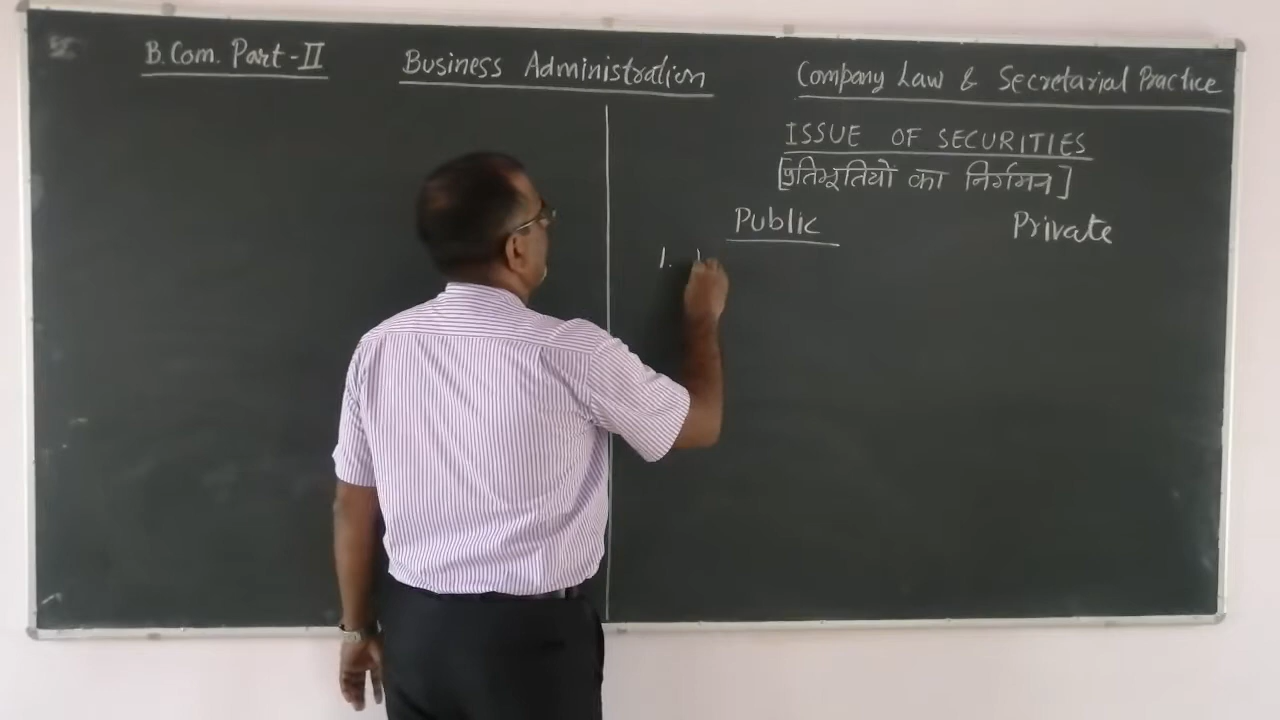 B.Com. Part-II
Business Administration
Company Law & Secretarial Practice
ISSUE OF SECURITIES
[प्रतिभूतियों का निर्गमन]
Public
Private
1.